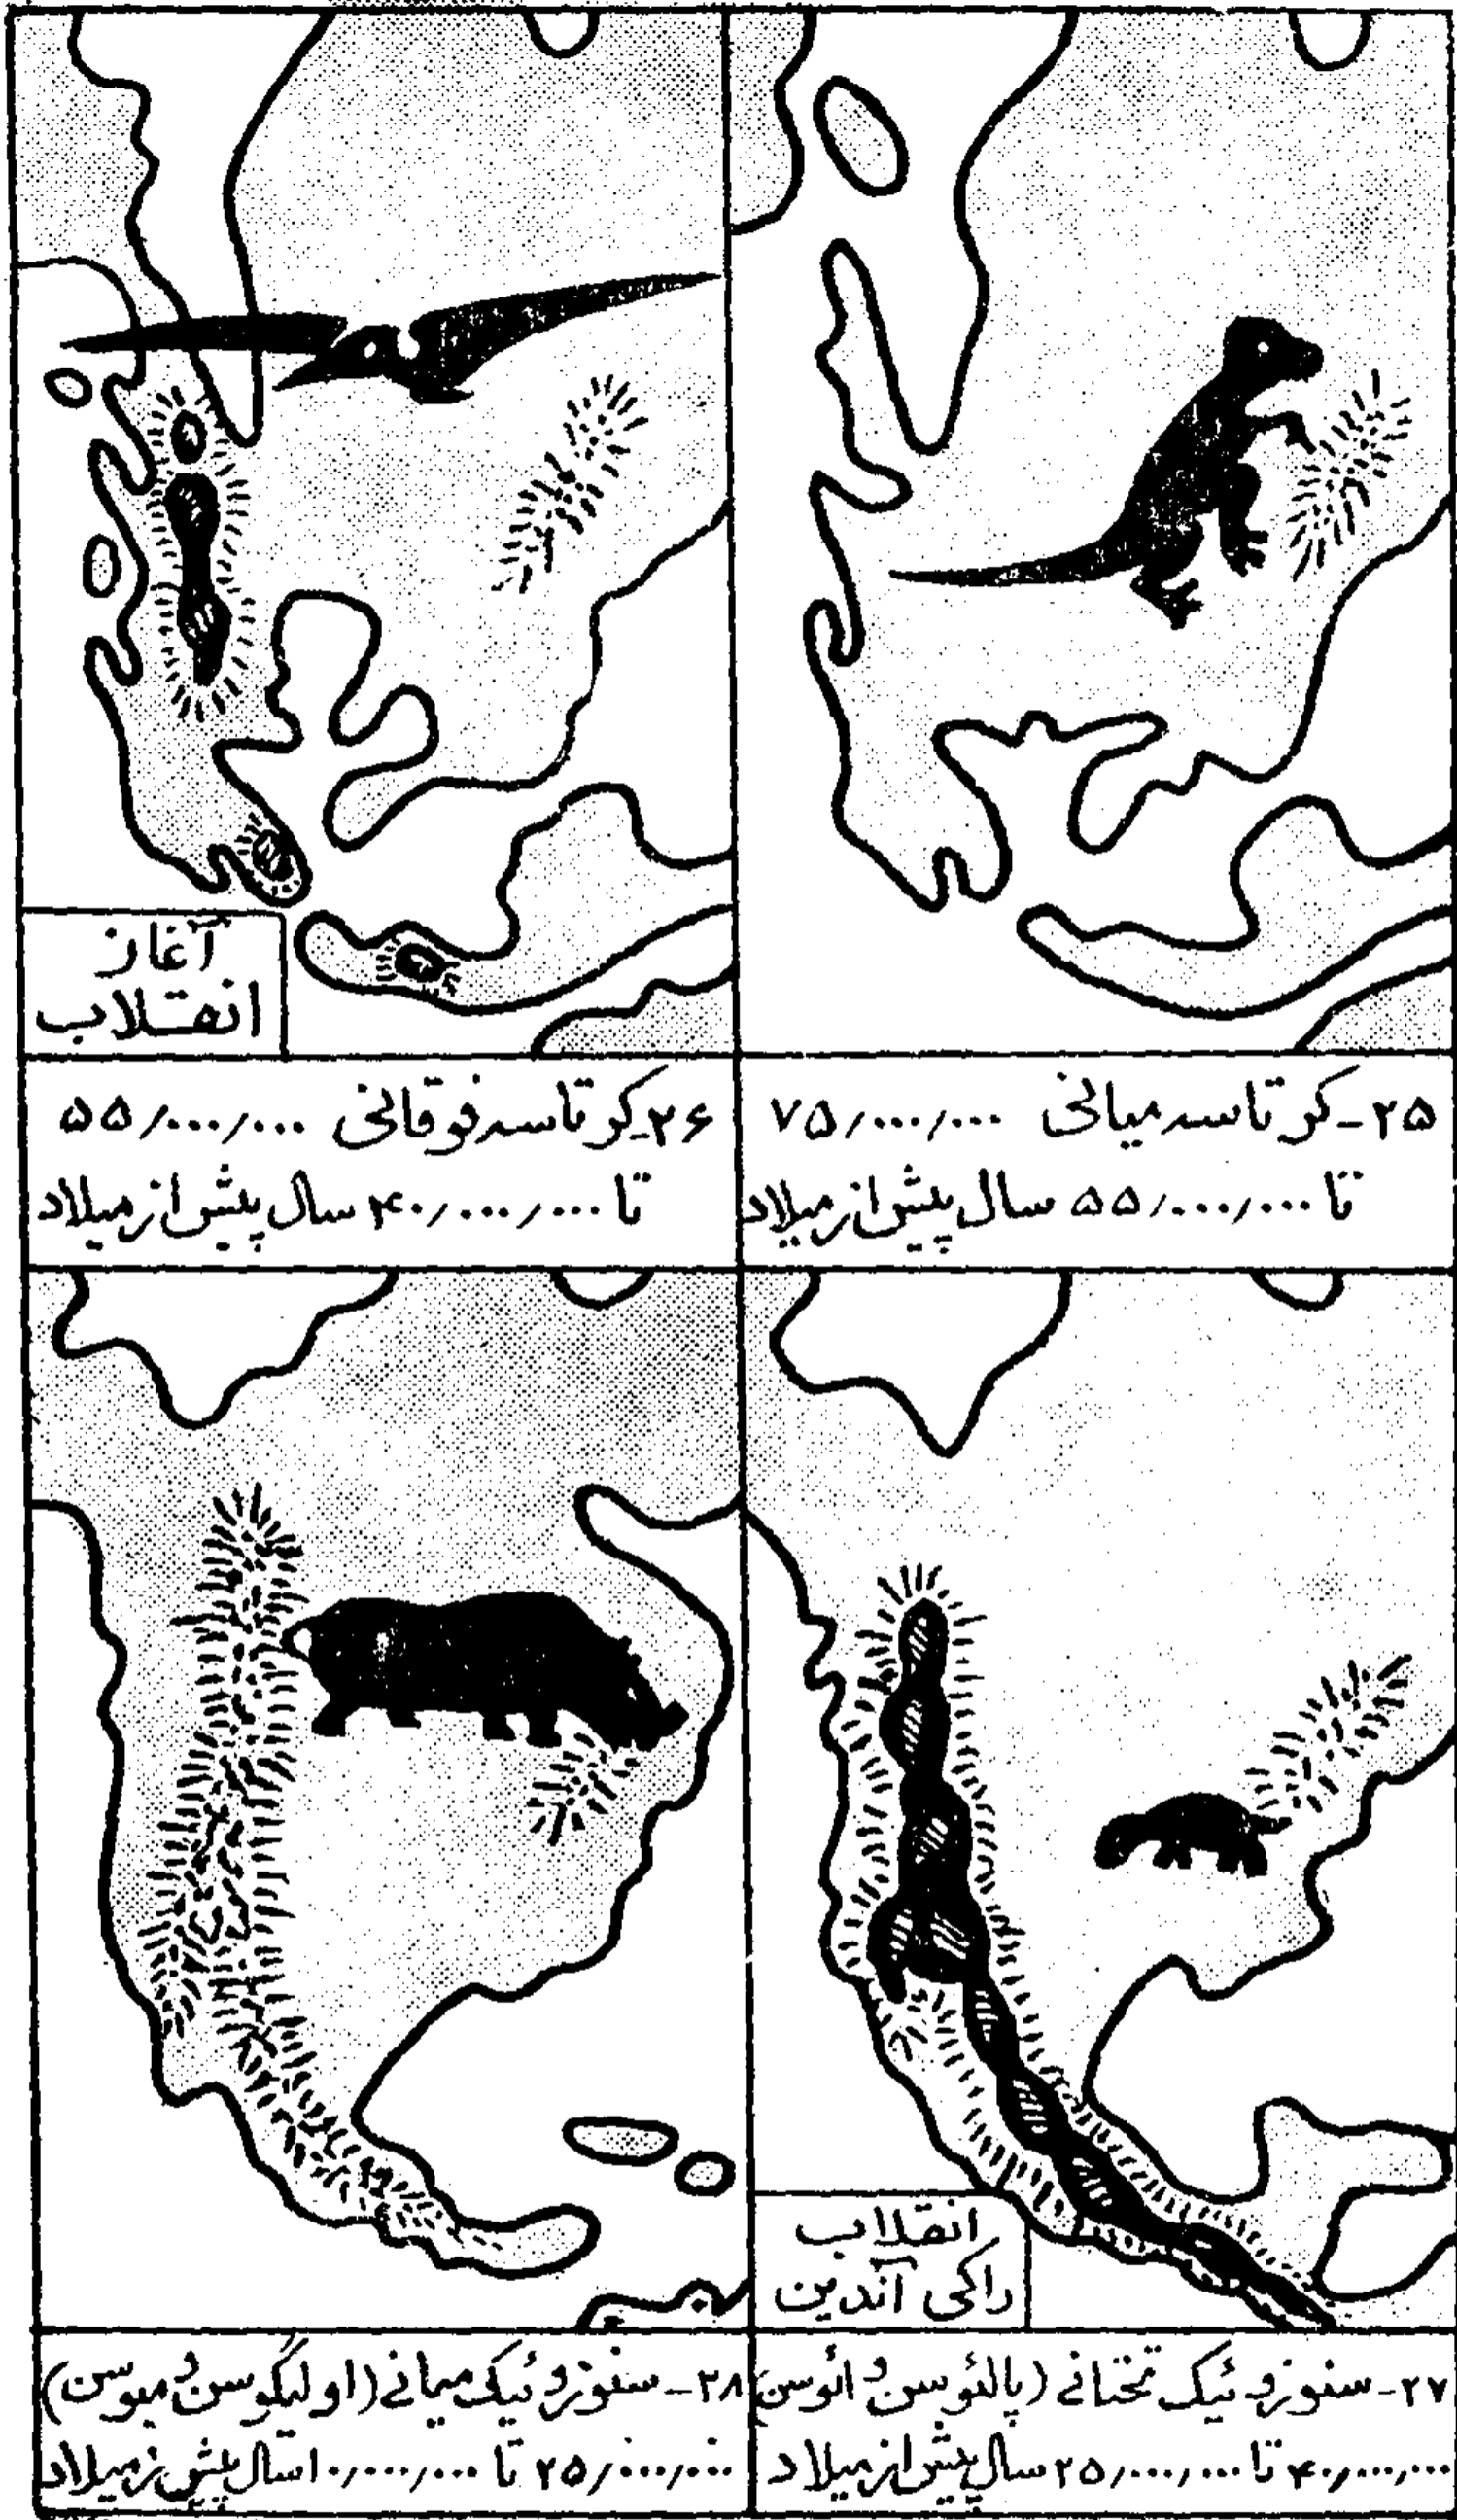 آغاز
انقلاب
۲۵- کرتاسه میانی ۷۵٫۰۰۰٫۰۰۰
تا ۵۵٫۰۰۰٫۰۰۰ سال پیش از میلاد
۲۶- کرتاسه فوقانی ۵۵٫۰۰۰٫۰۰۰
تا ۴۰٫۰۰۰٫۰۰۰ سال پیش از میلاد
انقلاب
راکی آندین
۲۷- سنوزوئیک تحتانی (پالئوسن و ائوسن)
۴۰٫۰۰۰٫۰۰۰ تا ۲۵٫۰۰۰٫۰۰۰ سال پیش از میلاد
۲۸- سنوزوئیک میانی (اولیگوسن و میوسن)
۲۵٫۰۰۰٫۰۰۰ تا ۱۰٫۰۰۰٫۰۰۰ سال پیش از میلاد